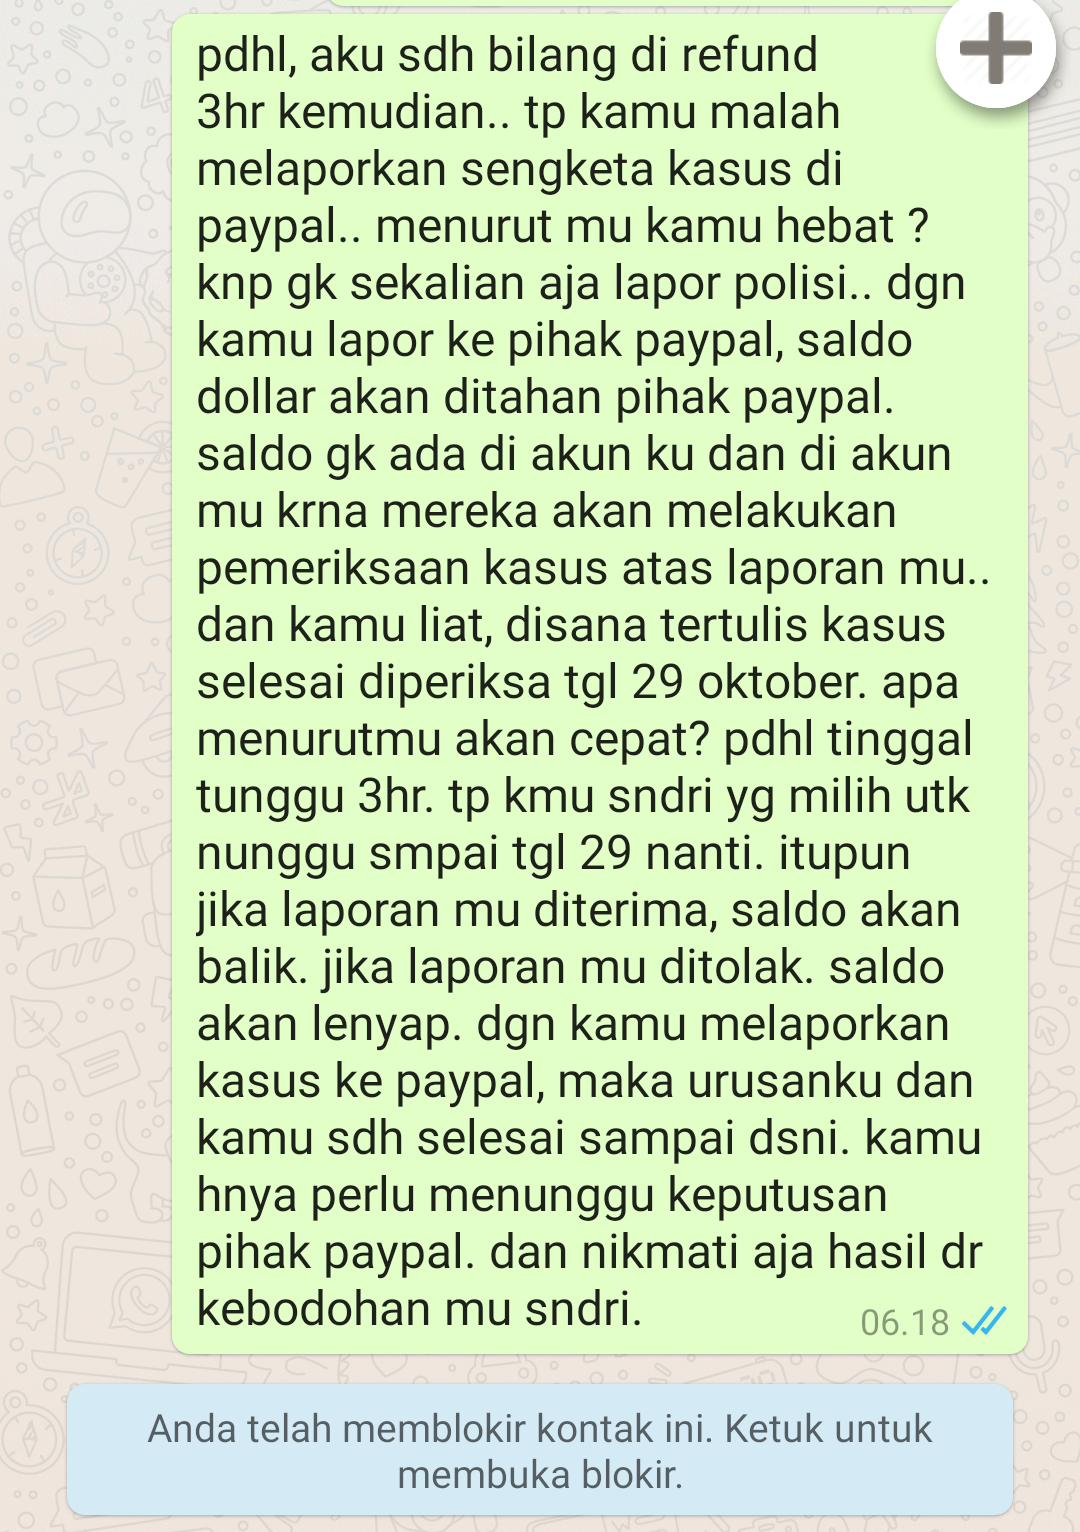 pdhl, aku sdh bilang di refund
3hr kemudian.. tp kamu malah
melaporkan sengketa kasus di
paypal.. menurut mu kamu hebat ?
knp gk sekalian aja lapor polisi.. dgn
kamu lapor ke pihak paypal, saldo
dollar akan ditahan pihak paypal.
saldo gk ada di akun ku dan di akun
mu krna mereka akan melakukan
pemeriksaan kasus atas laporan mu..
dan kamu liat, disana tertulis kasus
selesai diperiksa tgl 29 oktober. apa
menurutmu akan cepat? pdhl tinggal
tunggu 3hr. tp kmu sndri yg milih utk
nunggu smpai tgl 29 nanti. itupun
jika laporan mu diterima, saldo akan
balik. jika laporan mu ditolak. saldo
akan lenyap. dgn kamu melaporkan
kasus ke paypal, maka urusanku dan
kamu sdh selesai sampai dsni. kamu
hnya perlu menunggu keputusan
pihak paypal. dan nikmati aja hasil dr
kebodohan mu sndri.
06.18
Anda telah memblokir kontak ini. Ketuk untuk
membuka blokir.